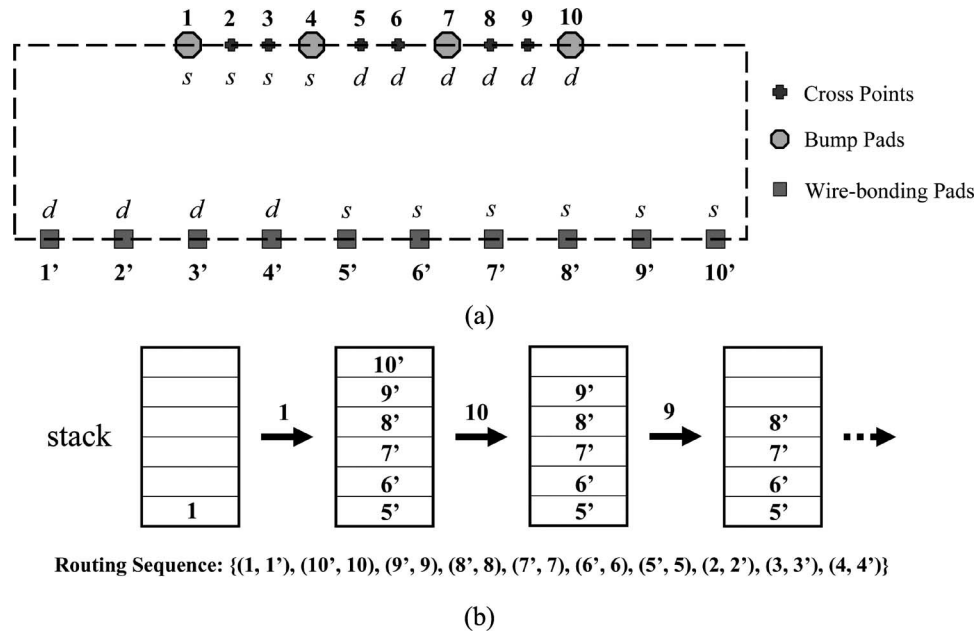 1 2 3 4 5 6 7 8 9 10
s s s s d d d d d d
Cross Points
Bump Pads
Wire-bonding Pads
d d d d s s s s s s
1’ 2’ 3’ 4’ 5’ 6’ 7’ 8’ 9’ 10’
(a)
10’
9’ 9’
1 8’ 10 8’ 9 8’
stack 7’ 7’ 7’
6’ 6’ 6’
1 5’ 5’ 5’
Routing Sequence: {(1, 1’), (10’, 10), (9’, 9), (8’, 8), (7’, 7), (6’, 6), (5’, 5), (2, 2’), (3, 3’), (4, 4’)}
(b)